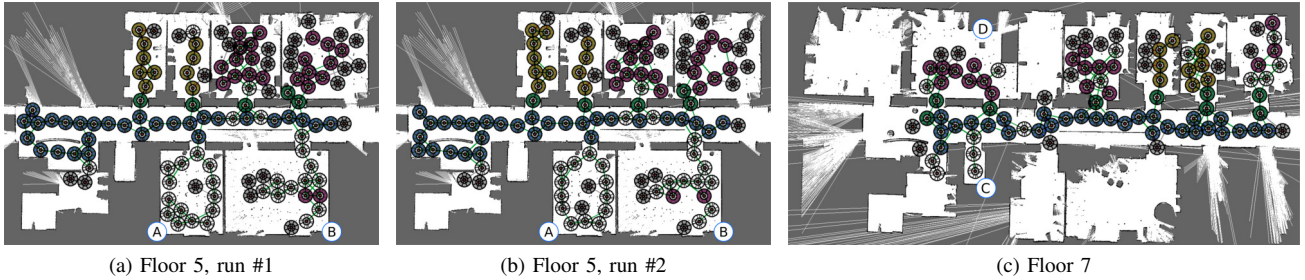 A
B
A
B
D
C
(a) Floor 5, run #1
(b) Floor 5, run #2
(c) Floor 7